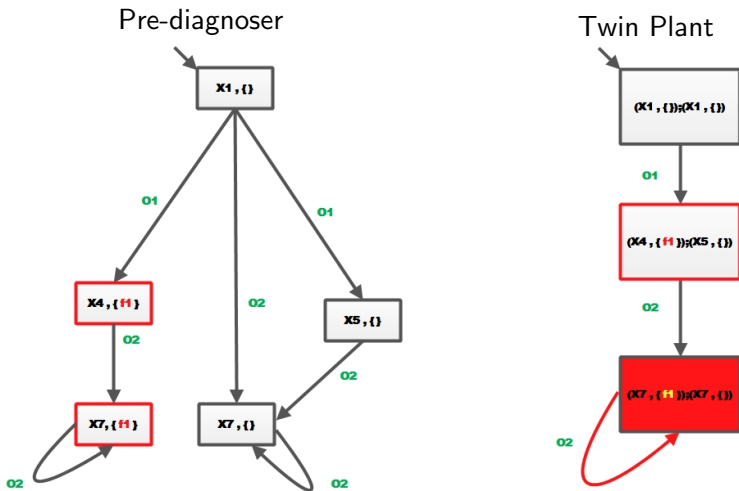 Pre-diagnoser
X1,{}
O1
O1
O2
X4,{f1}
X5,{}
O2
O2
X7,{f1}
X7,{}
O2
O2
Twin Plant
(X1,{});(X1,{})
O1
(X4,{f1});(X5,{})
O2
(X7,{f1});(X7,{})
O2